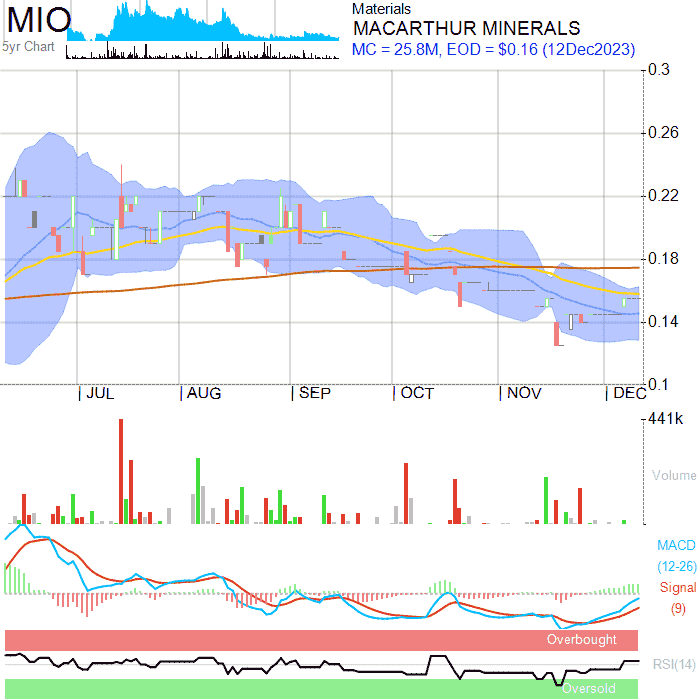 MIO
5yr Chart
Materials
MACARTHUR MINERALS
MC = 25.8M, EOD = $0.16 (12Dec2023)
0.3
0.26
0.22
0.18
0.14
0.1
JUL
AUG
SEP
OCT
NOV
DEC
441k
Volume
MACD
(12-26)
Signal
(9)
Overbought
RSI(14)
Oversold